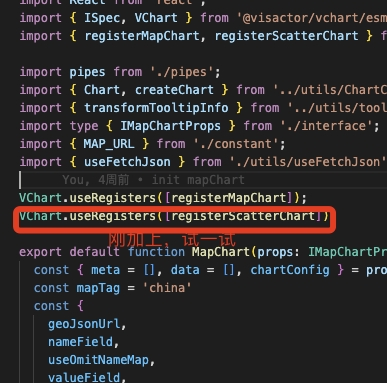 import React from 'react';
import { ISpec, VChart } from '@visactor/vchart/esm
import { registerMapChart, registerScatterChart } f
import pipes from './pipes';
import { Chart, createChart } from '../utils/ChartC
import { transformTooltipInfo } from '../utils/tool
import type { IMapChartProps } from './interface';
import { MAP_URL } from './constant';
import { useFetchJson } from './utils/useFetchJson'
You, 4周前 • init mapChart
VChart.useRegisters([registerMapChart]);
VChart.useRegisters([registerScatterChart])
刚加上，试一试
export default function MapChart(props: IMapChartPr
const { meta = [], data = [], chartConfig } = pro
const mapTag = 'china'
const {
geoJsonUrl,
nameField,
useOmitNameMap,
valueField,